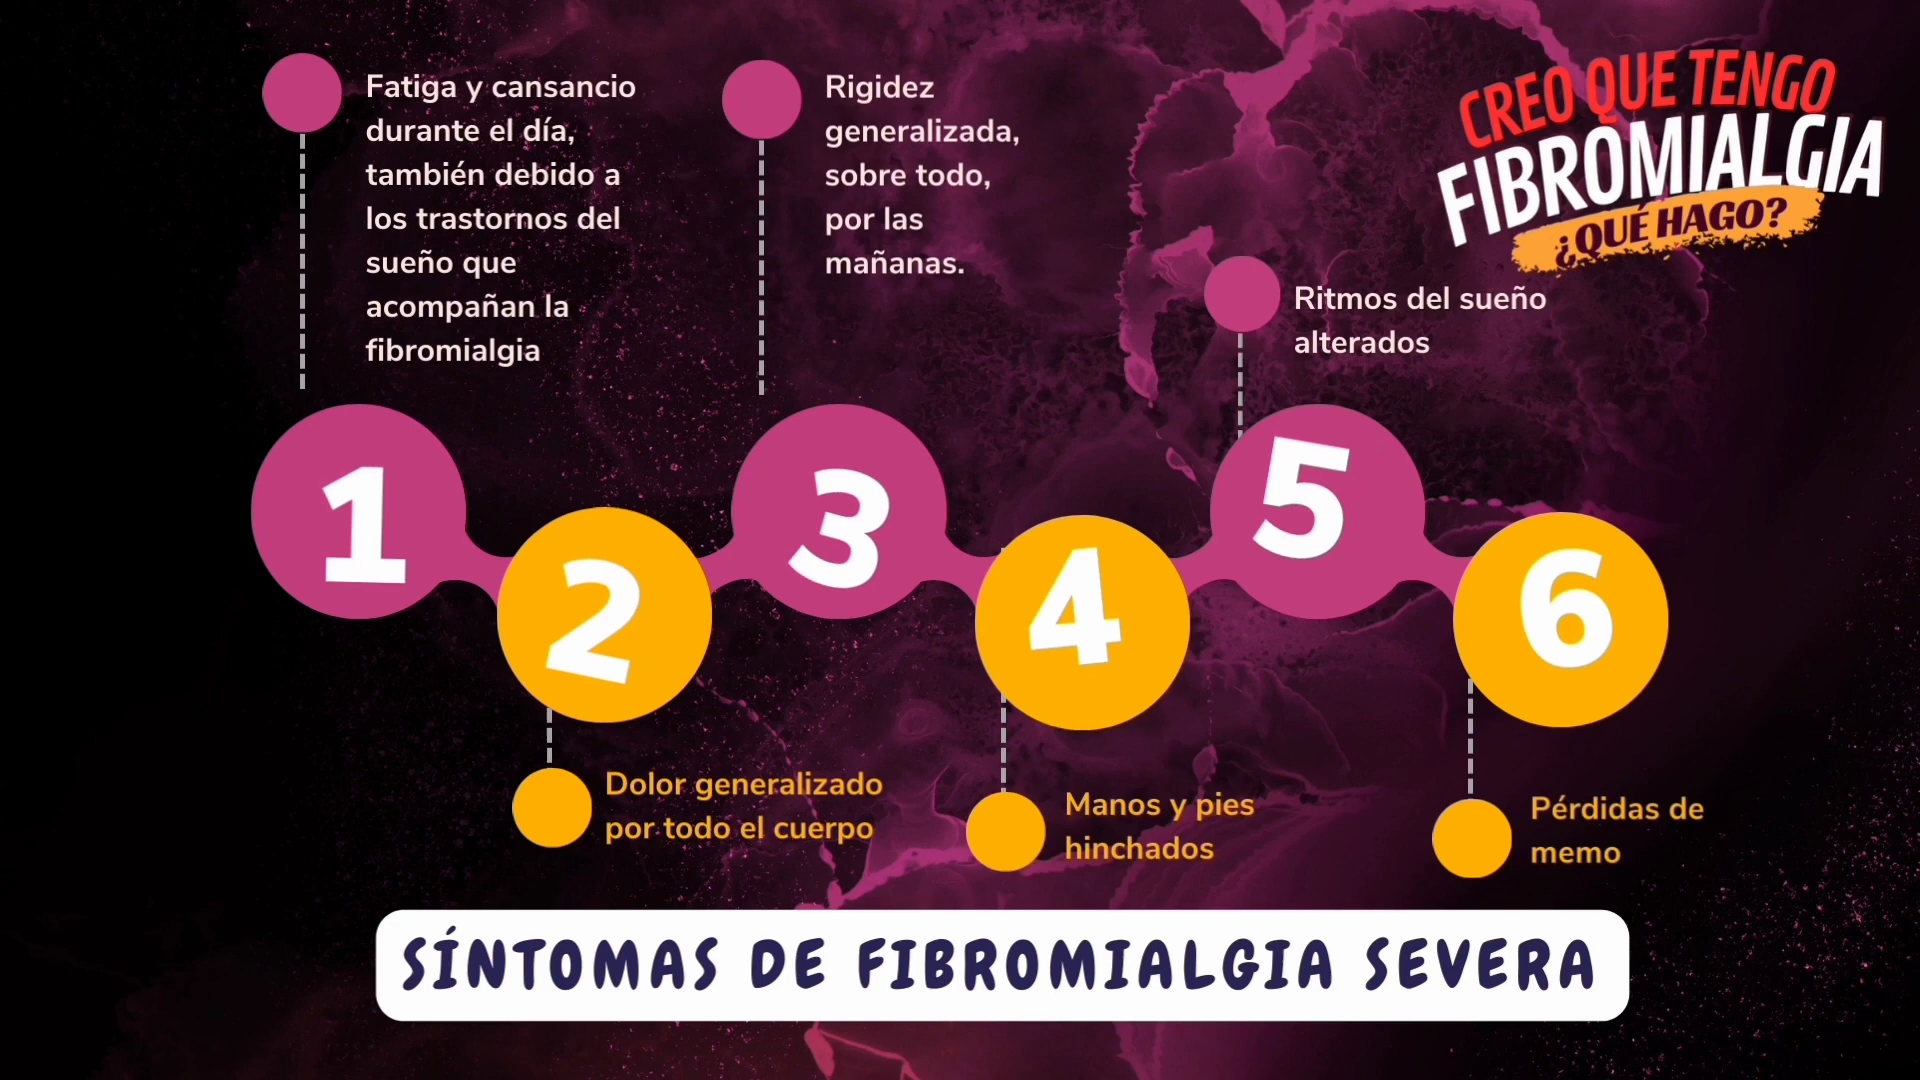 Fatiga y cansancio
durante el día,
también debido a
los trastornos del
sueño que
acompañan la
fibromialgia
Rigidez
generalizada,
sobre todo,
por las
mañanas.
CREO QUE TENGO
FIBROMIALGIA
¿QUÉ HAGO?
Ritmos del sueño
alterados
1
2
3
4
5
6
Dolor generalizado
por todo el cuerpo
Manos y pies
hinchados
Pérdidas de
memo
SÍNTOMAS DE FIBROMIALGIA SEVERA